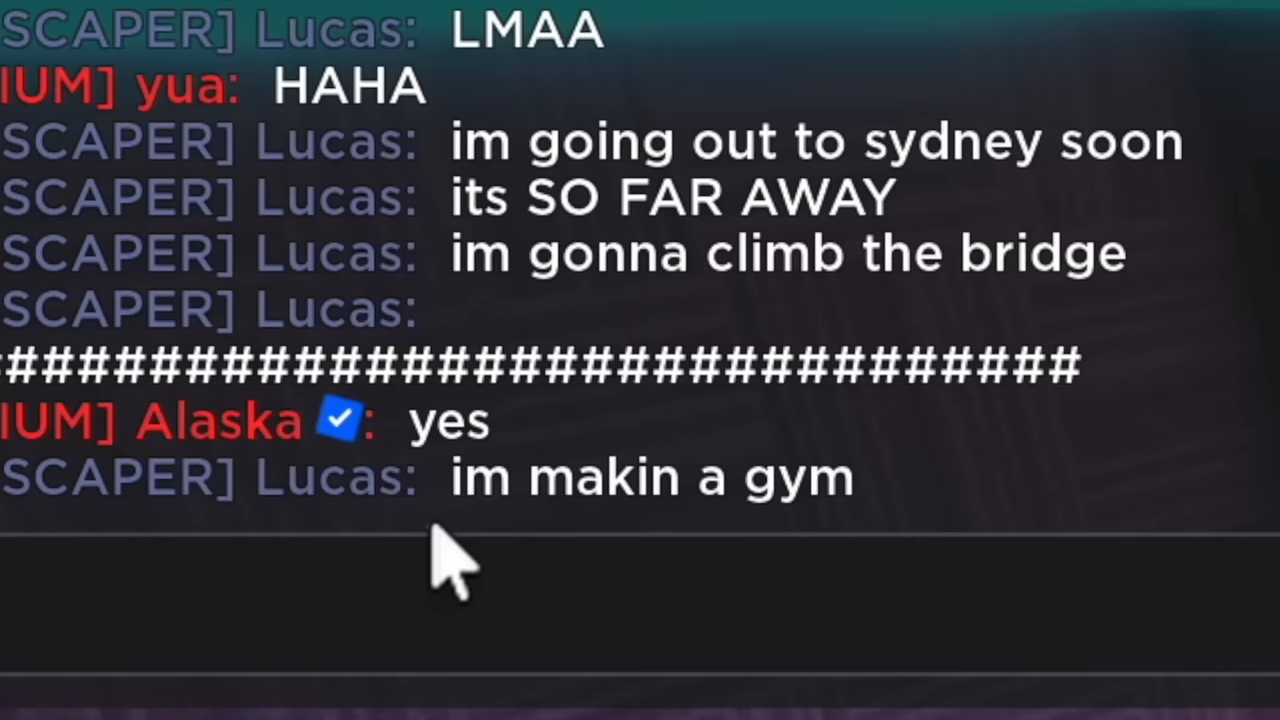 SCAPER] Lucas: LMAA
IUM] yua: HAHA
SCAPER] Lucas: im going out to sydney soon
SCAPER] Lucas: its SO FAR AWAY
SCAPER] Lucas: im gonna climb the bridge
SCAPER] Lucas:
##############################
IUM] Alaska: yes
SCAPER] Lucas: im makin a gym